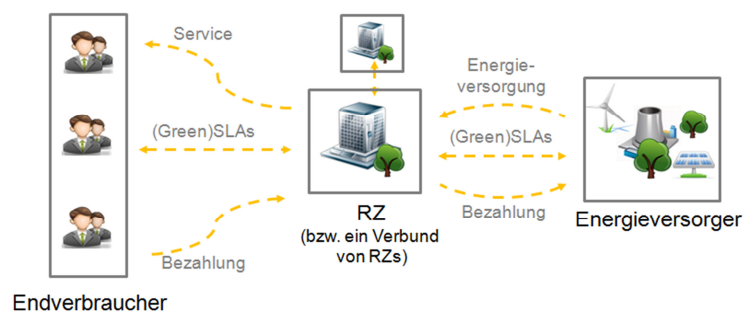 Service
(Green)SLAs
Bezahlung
Endverbraucher
RZ
(bzw. ein Verbund
von RZs)
Energie-
versorgung
(Green)SLAs
Bezahlung
Energieversorger